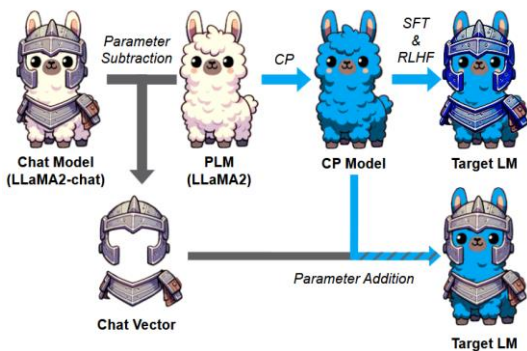 Parameter
Subtraction
CP
SFT
&
RLHF
Chat Model
(LLaMA2-chat)
PLM
(LLaMA2)
CP Model
Target LM
Parameter Addition
Chat Vector
Target LM